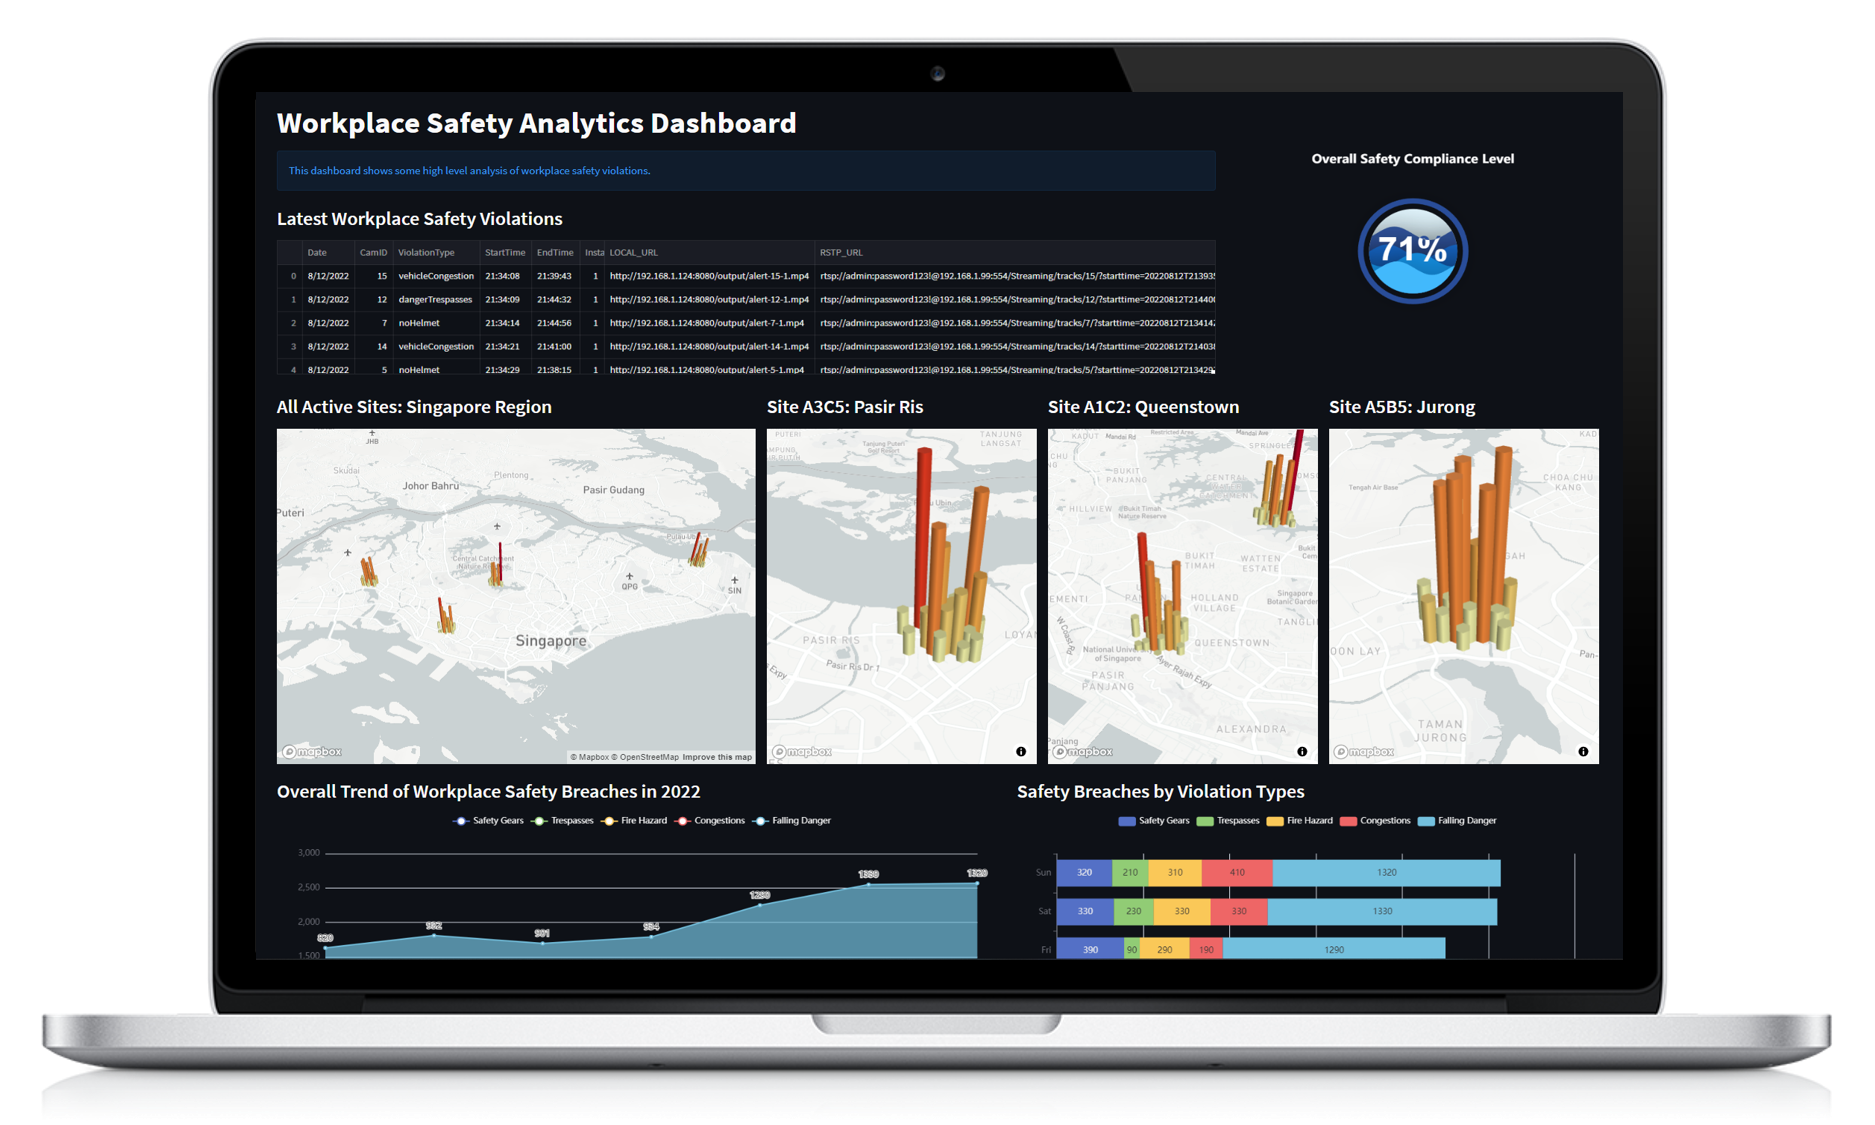 Workplace Safety Analytics Dashboard
This dashboard shows some high level analysis of workplace safety violations.
Overall Safety Compliance Level
71%
Latest Workplace Safety Violations
Date CamID ViolationType StartTime EndTime Insta LOCAL_URL RSTP_URL
0 8/12/2022 15 vehicleCongestion 21:34:08 21:39:43 1 http://192.168.1.124:8080/output/alert-15-1.mp4 rtsp://admin:password123!@192.168.1.99:554/Streaming/tracks/15/?starttime=20220812T21393
1 8/12/2022 12 dangerTrespasses 21:34:09 21:44:32 1 http://192.168.1.124:8080/output/alert-12-1.mp4 rtsp://admin:password123!@192.168.1.99:554/Streaming/tracks/12/?starttime=20220812T21440
2 8/12/2022 7 noHelmet 21:34:14 21:44:56 1 http://192.168.1.124:8080/output/alert-7-1.mp4 rtsp://admin:password123!@192.168.1.99:554/Streaming/tracks/7/?starttime=20220812T213414
3 8/12/2022 14 vehicleCongestion 21:34:21 21:41:00 1 http://192.168.1.124:8080/output/alert-14-1.mp4 rtsp://admin:password123!@192.168.1.99:554/Streaming/tracks/14/?starttime=20220812T21403
4 8/12/2022 5 noHelmet 21:34:29 21:38:15 1 http://192.168.1.124:8080/output/alert-5-1.mp4 rtsp://admin:password123!@192.168.1.99:554/Streaming/tracks/5/?starttime=20220812T213429
All Active Sites: Singapore Region
JHB
Skudai
Plentong
Johor Bahru
Pasir Gudang
Puteri
Central Catchment
QPG
SIN
Singapore
mapbox
© Mapbox © OpenStreetMap Improve this map
Site A3C5: Pasir Ris
PUTERI
TANJUNG
LANGSAT
Tanjung Puteri
Golf Resort
PASIR RIS
LOYA
Pasir Ris Dr 1
Expy
mapbox
Site A1C2: Queenstown
KADUT
Mandai Rd
Mandai Ave
SPRINGLE
BUKIT
PANJANG
CENTRAL
HILLVIEW
Bukit Timah
Nature Reserve
BUKIT
TIMAH
WATTEN
ESTATE
Bukit
EMENTI
HOLLAND
VILLAGE
Singapore
Botanic Garden
TANGLI
W Coast Rd
QUEENSTOWN
National Univer
of Singapore
Ayer Rajah Expy
PASIR
PANJANG
ALEXANDRA
Panjang
mapbox
Site A5B5: Jurong
KAD
Tengah Air Base
CHOA CHU
KANG
GAH
OON LAY
Pan-
TAMAN
JURONG
mapbox
Overall Trend of Workplace Safety Breaches in 2022
Safety Gears Trespasses Fire Hazard Congestions Falling Danger
3,000
2,500
2,000
1,500
820 932 901 934 1290 1330 1320
Safety Breaches by Violation Types
Safety Gears Trespasses Fire Hazard Congestions Falling Danger
Sun 320 210 310 410 1320
Sat 330 230 330 330 1330
Fri 390 90 290 190 1290